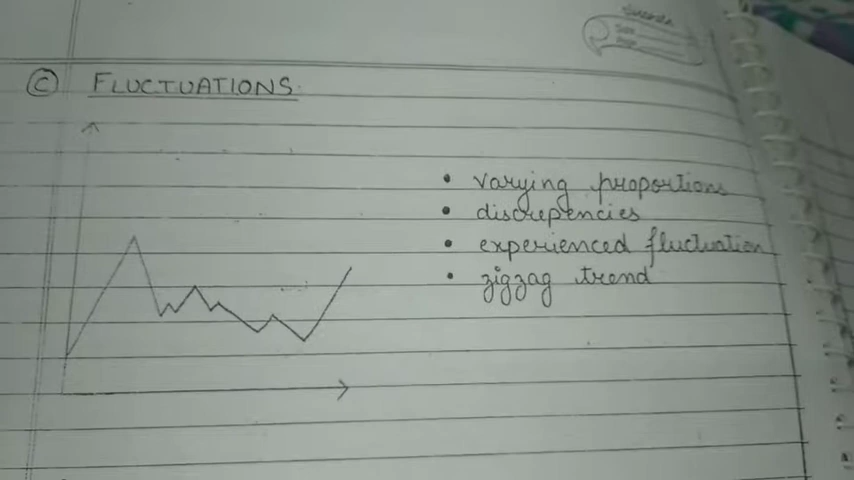 Ⓒ FLUCTUATIONS
• varying proportions
• discrepencies
• experienced fluctuation
• zigzag trend